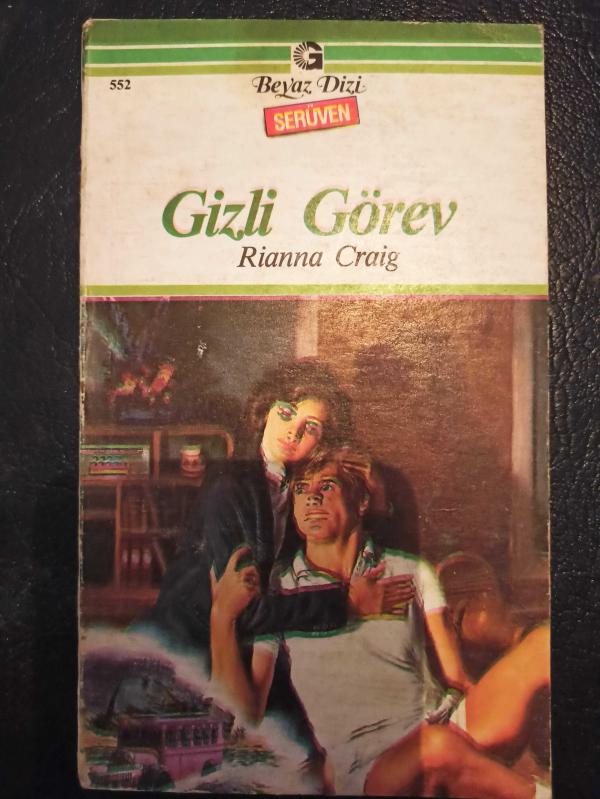 G
552
Beyaz Dizi
SERÜVEN
Gizli Görev
Rianna Craig